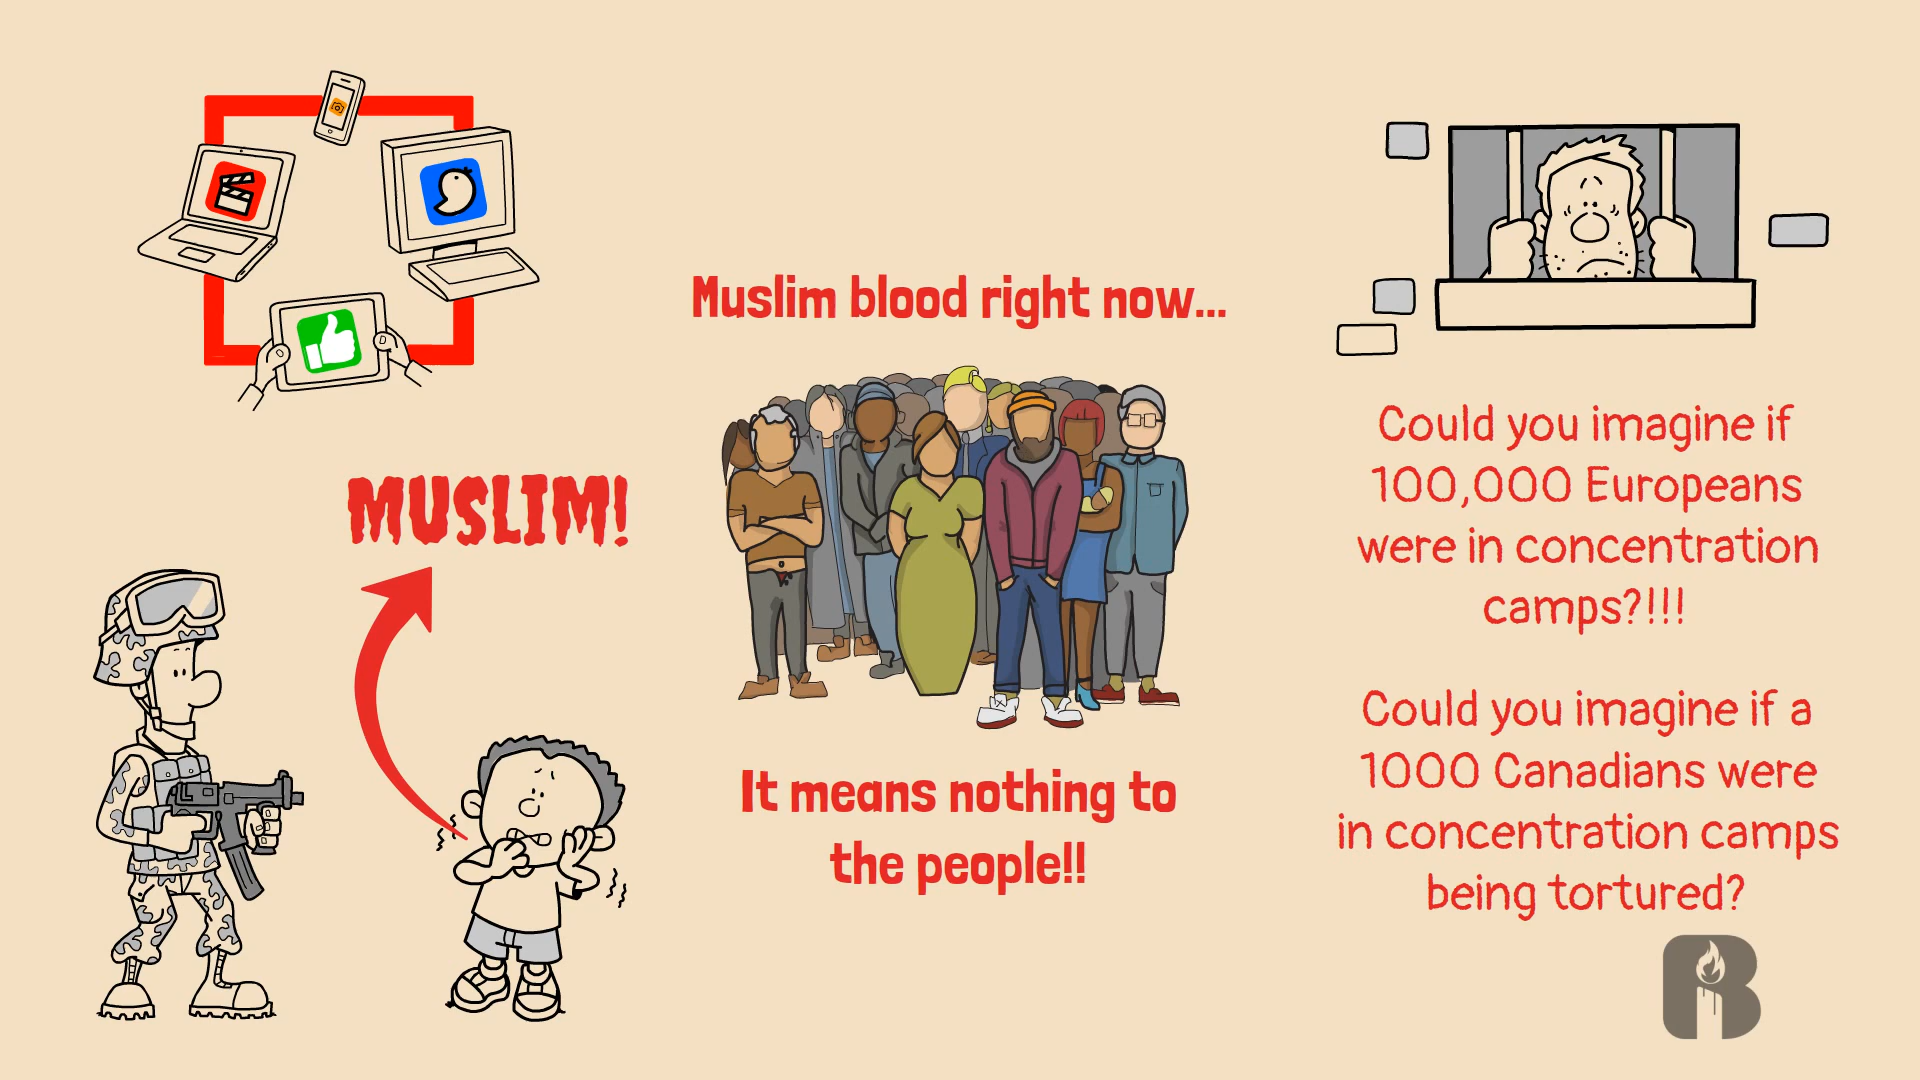 MUSLIM!
Muslim blood right now...
It means nothing to
the people!!
Could you imagine if
100,000 Europeans
were in concentration
camps?!!!
Could you imagine if a
1000 Canadians were
in concentration camps
being tortured?
B